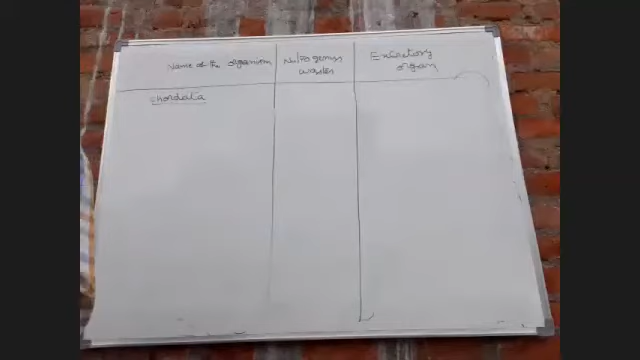 Name of the organism
Nitrogenous
wastes
Excretory
organ
Chordata